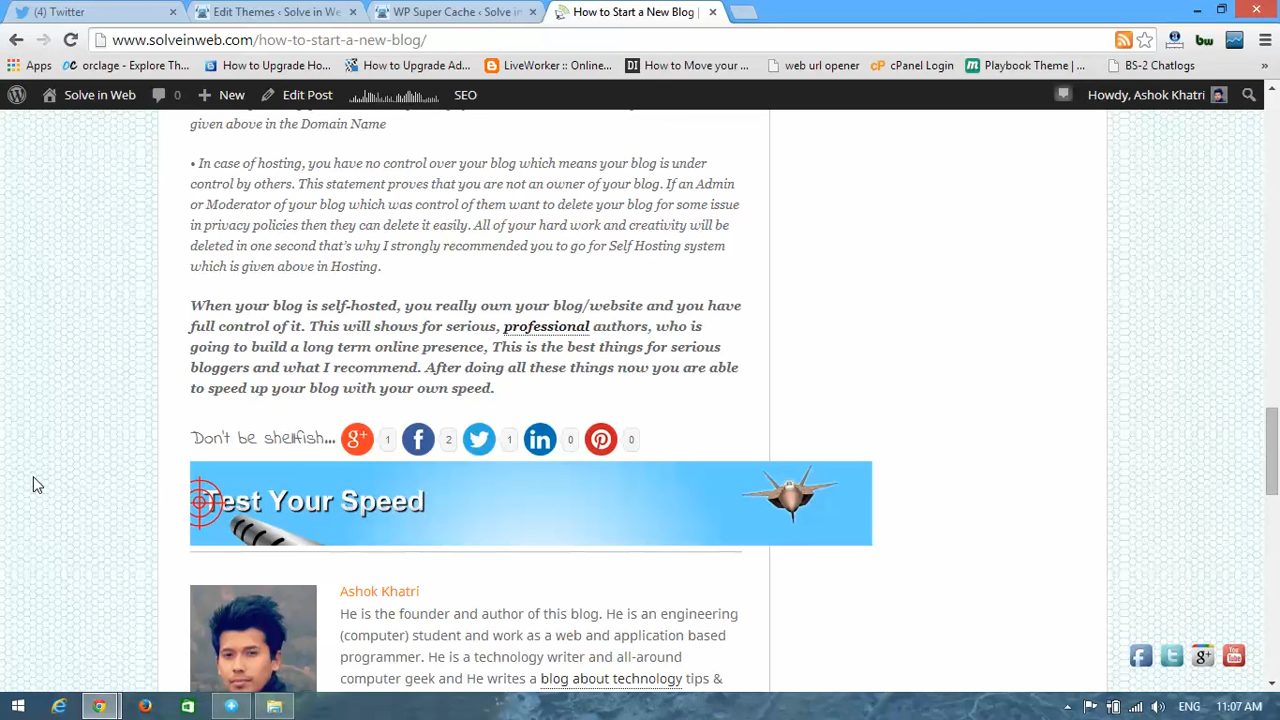 (4) Twitter
Edit Themes ‹ Solve in We
WP Super Cache ‹ Solve in
How to Start a New Blog |
www.solveinweb.com/how-to-start-a-new-blog/
Apps
orclage - Explore Th...
How to Upgrade Ho...
How to Upgrade Ad...
LiveWorker :: Online...
How to Move your ...
web url opener
cPanel Login
Playbook Theme | ...
BS-2 Chatlogs
»
Solve in Web
0
New
Edit Post
SEO
Howdy, Ashok Khatri
given above in the Domain Name
• In case of hosting, you have no control over your blog which means your blog is under
control by others. This statement proves that you are not an owner of your blog. If an Admin
or Moderator of your blog which was control of them want to delete your blog for some issue
in privacy policies then they can delete it easily. All of your hard work and creativity will be
deleted in one second that's why I strongly recommended you to go for Self Hosting system
which is given above in Hosting.
When your blog is self-hosted, you really own your blog/website and you have
full control of it. This will shows for serious, professional authors, who is
going to build a long term online presence, This is the best things for serious
bloggers and what I recommend. After doing all these things now you are able
to speed up your blog with your own speed.
Don't be shellfish... 1 2 1 0 0
Test Your Speed
Ashok Khatri
He is the founder and author of this blog. He is an engineering
(computer) student and work as a web and application based
programmer. He is a technology writer and all-around
computer geek and He writes a blog about technology tips &
ENG
11:07 AM